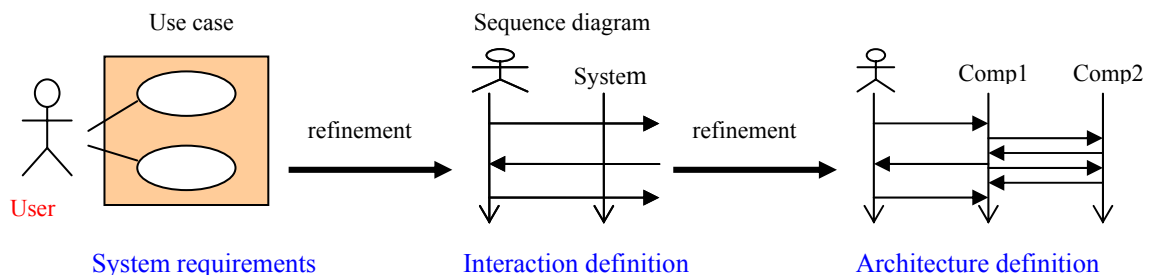 Use case
Sequence diagram
System
Comp1
Comp2
refinement
refinement
User
System requirements
Interaction definition
Architecture definition